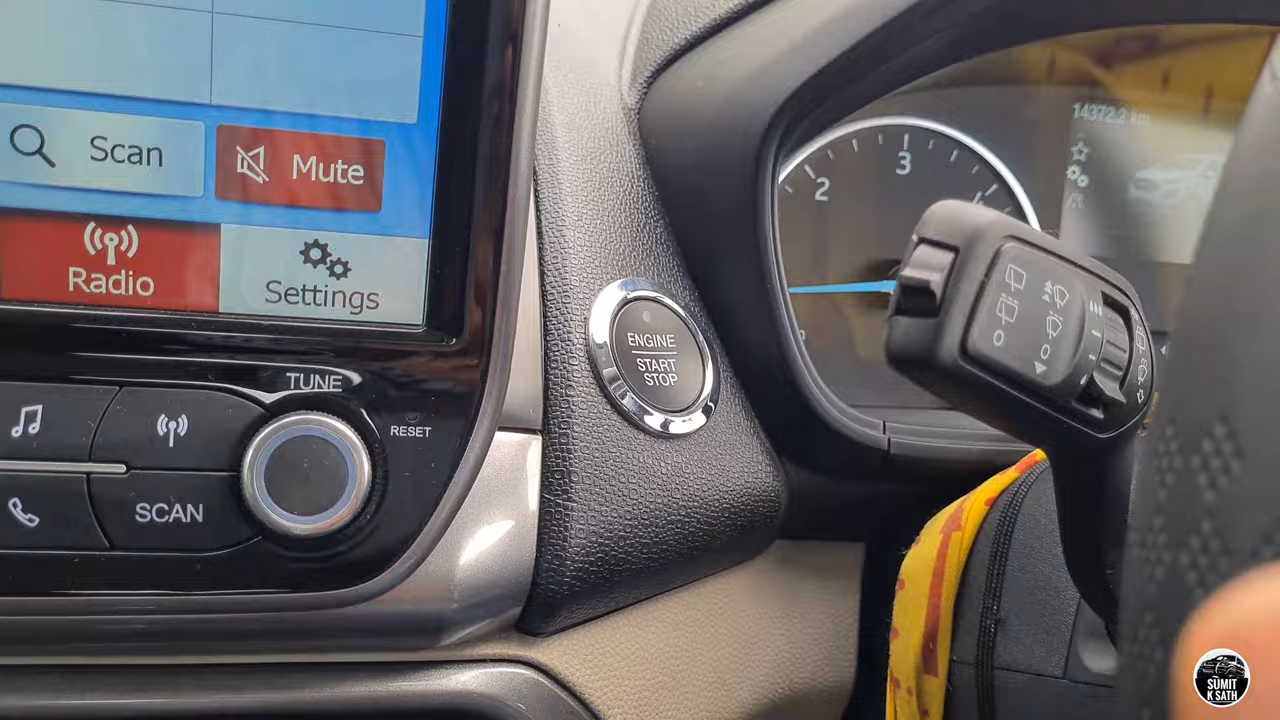 Scan
Mute
Radio
Settings
TUNE
RESET
SCAN
ENGINE
START
STOP
2
3
14372.2 km
SUMIT
K SATH